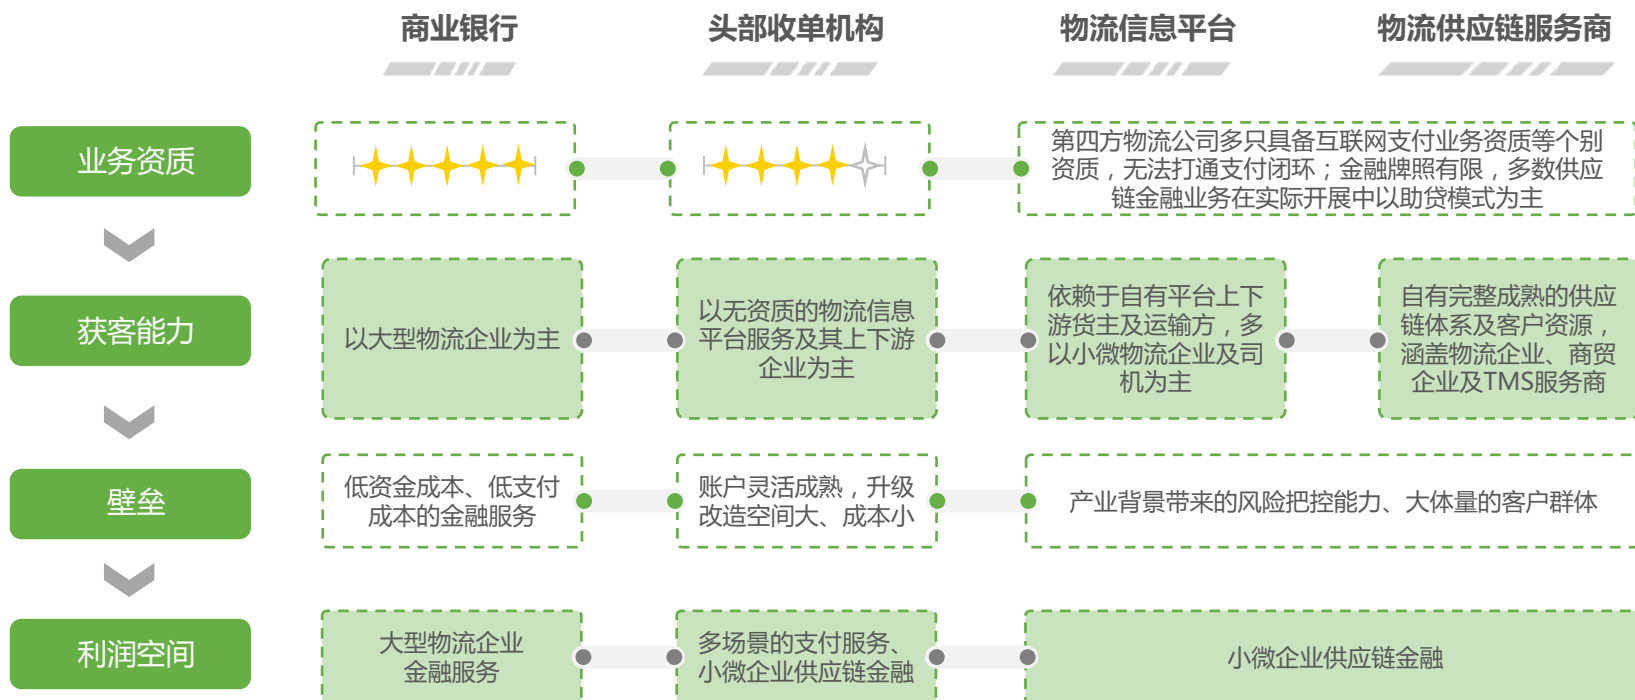 商业银行
头部收单机构
物流信息平台
物流供应链服务商
业务资质
第四方物流公司多只具备互联网支付业务资质等个别
资质，无法打通支付闭环；金融牌照有限，多数供应
链金融业务在实际开展中以助贷模式为主
获客能力
以大型物流企业为主
以无资质的物流信息
平台服务及其上下游
企业为主
依赖于自有平台上下
游货主及运输方，多
以小微物流企业及司
机为主
自有完整成熟的供应
链体系及客户资源，
涵盖物流企业、商贸
企业及TMS服务商
壁垒
低资金成本、低支付
成本的金融服务
账户灵活成熟，升级
改造空间大、成本小
产业背景带来的风险把控能力、大体量的客户群体
利润空间
大型物流企业
金融服务
多场景的支付服务、
小微企业供应链金融
小微企业供应链金融